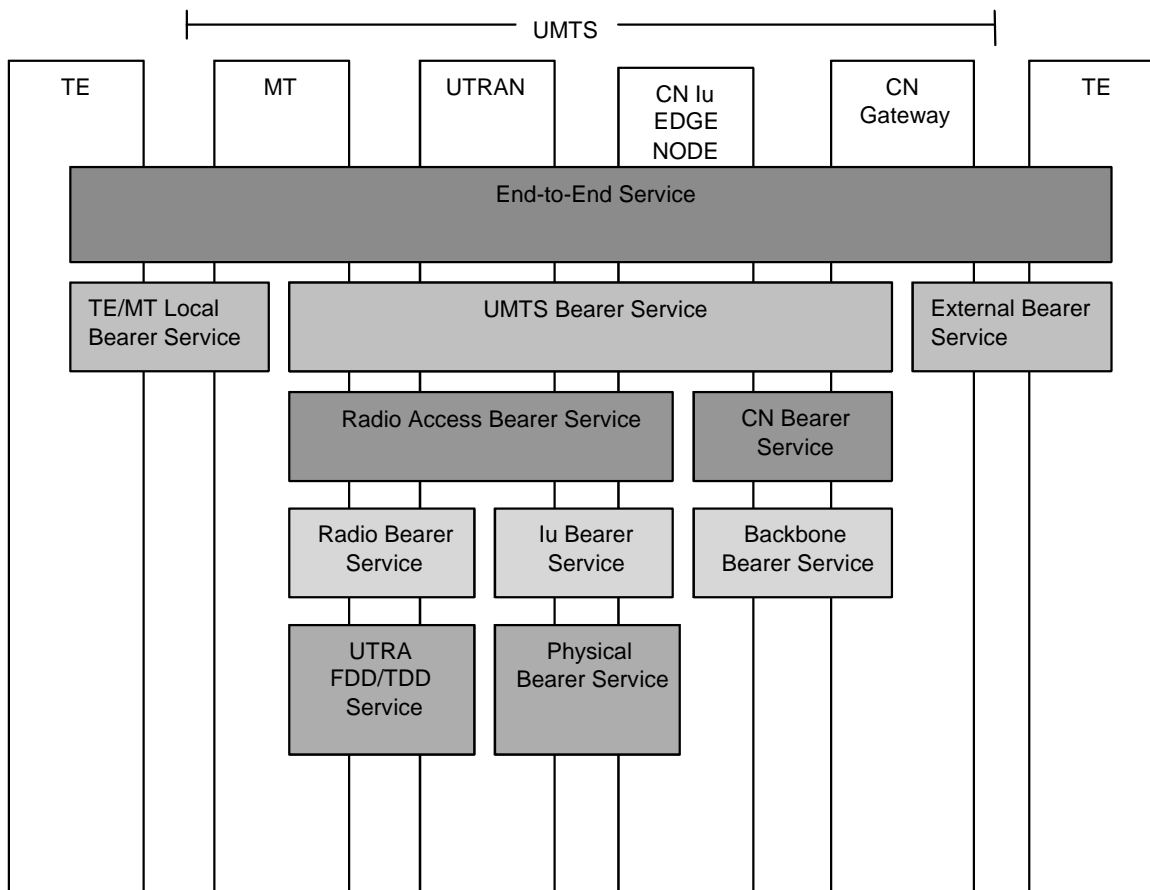 UMTS
TE
MT
UTRAN
CN Iu
EDGE
NODE
CN
Gateway
TE
End-to-End Service
TE/MT Local
Bearer Service
UMTS Bearer Service
External Bearer
Service
Radio Access Bearer Service
CN Bearer
Service
Radio Bearer
Service
Iu Bearer
Service
Backbone
Bearer Service
UTRA
FDD/TDD
Service
Physical
Bearer Service